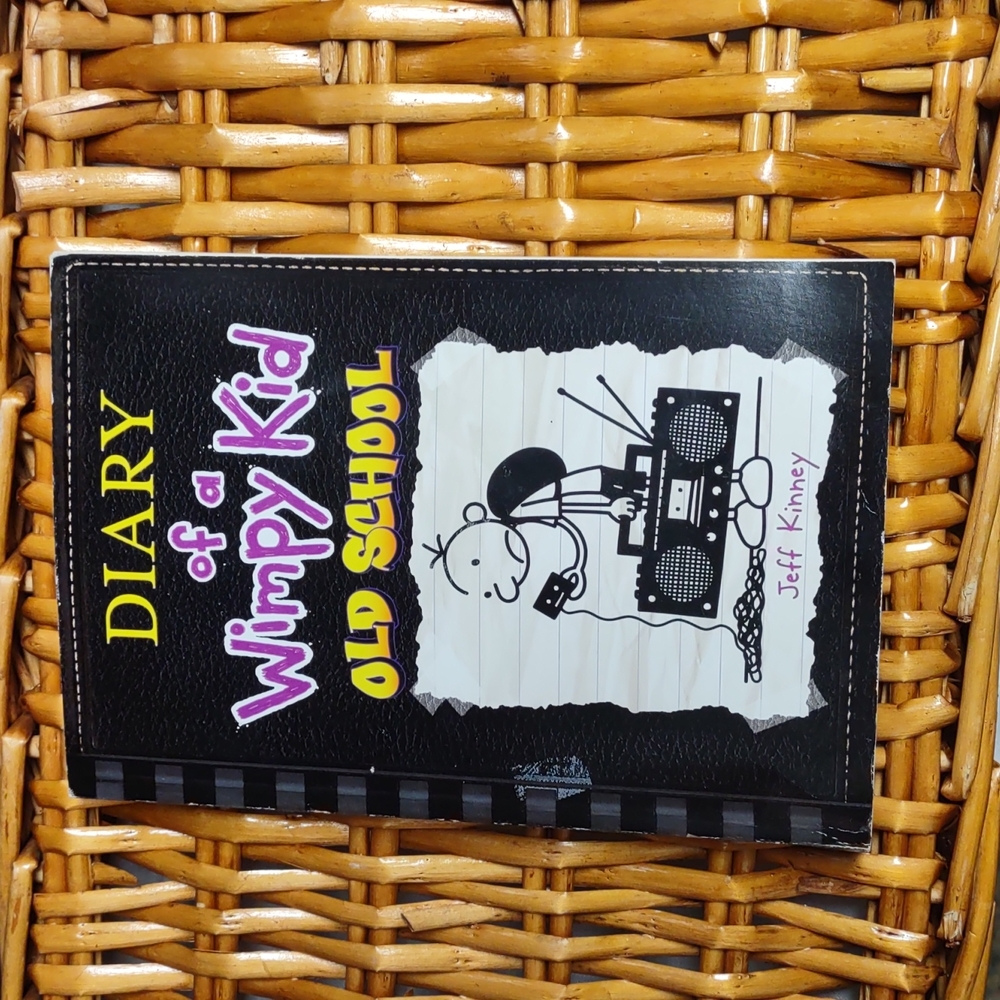 DIARY
of a
Wimpy Kid
OLD SCHOOL
Jeff Kinney